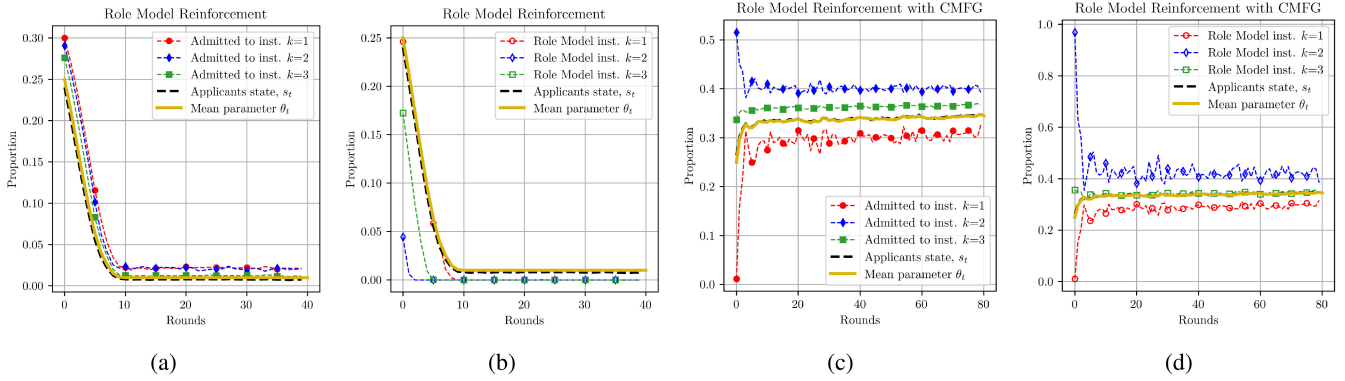 Role Model Reinforcement
0.30
0.25
0.20
0.15
0.10
0.05
0.00
Proportion
Admitted to inst. k=1
Admitted to inst. k=2
Admitted to inst. k=3
Applicants state, s_t
Mean parameter θ_t
0 10 20 30 40
Rounds
(a)
Role Model Reinforcement
0.25
0.20
0.15
0.10
0.05
0.00
Proportion
Role Model inst. k=1
Role Model inst. k=2
Role Model inst. k=3
Applicants state, s_t
Mean parameter θ_t
0 10 20 30 40
Rounds
(b)
Role Model Reinforcement with CMFG
0.5
0.4
0.3
0.2
0.1
0.0
Proportion
Admitted to inst. k=1
Admitted to inst. k=2
Admitted to inst. k=3
Applicants state, s_t
Mean parameter θ_t
0 20 40 60 80
Rounds
(c)
Role Model Reinforcement with CMFG
1.0
0.8
0.6
0.4
0.2
0.0
Proportion
Role Model inst. k=1
Role Model inst. k=2
Role Model inst. k=3
Applicants state, s_t
Mean parameter θ_t
0 20 40 60 80
Rounds
(d)